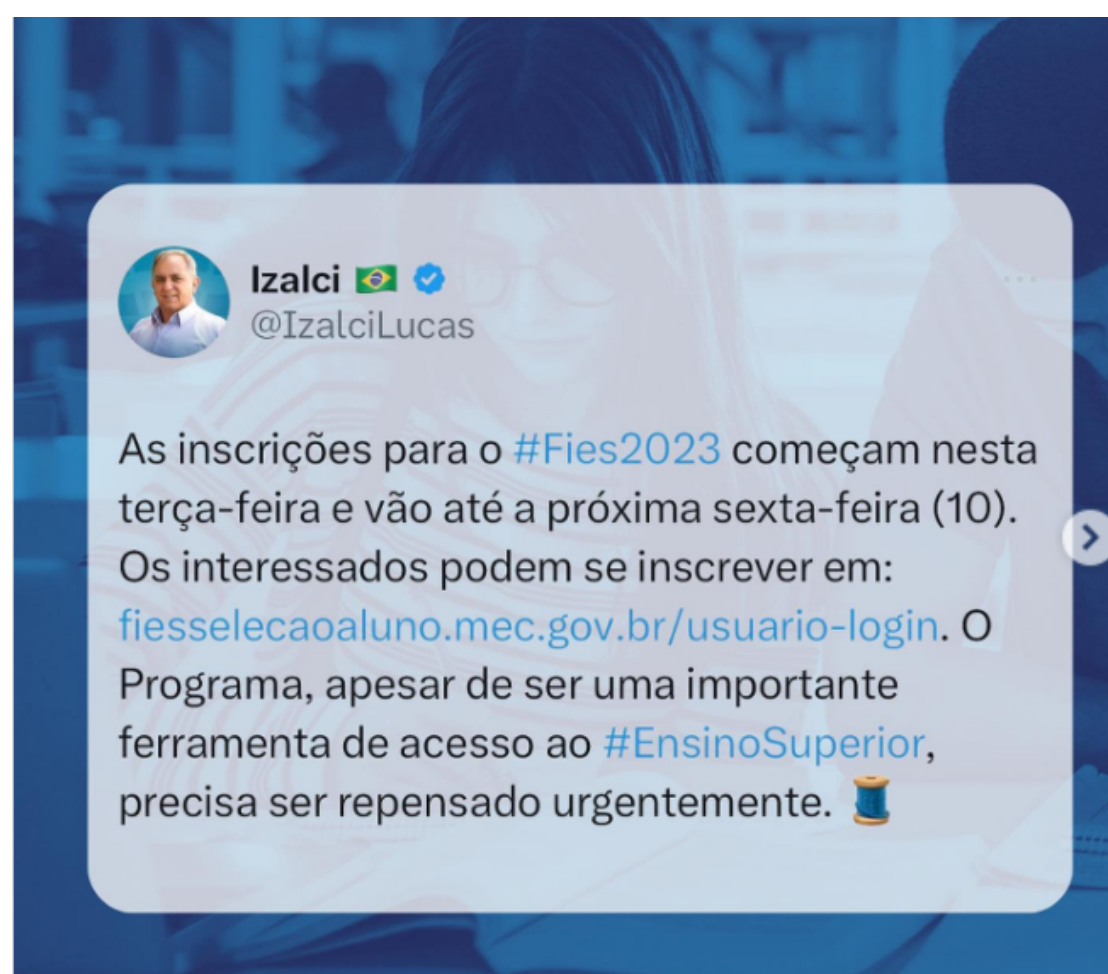 Izalci 🇧🇷
@IzalciLucas
As inscrições para o #Fies2023 começam nesta
terça-feira e vão até a próxima sexta-feira (10).
Os interessados podem se inscrever em:
fiesselecaoaluno.mec.gov.br/usuario-login. O
Programa, apesar de ser uma importante
ferramenta de acesso ao #EnsinoSuperior,
precisa ser repensado urgentemente. 🧵